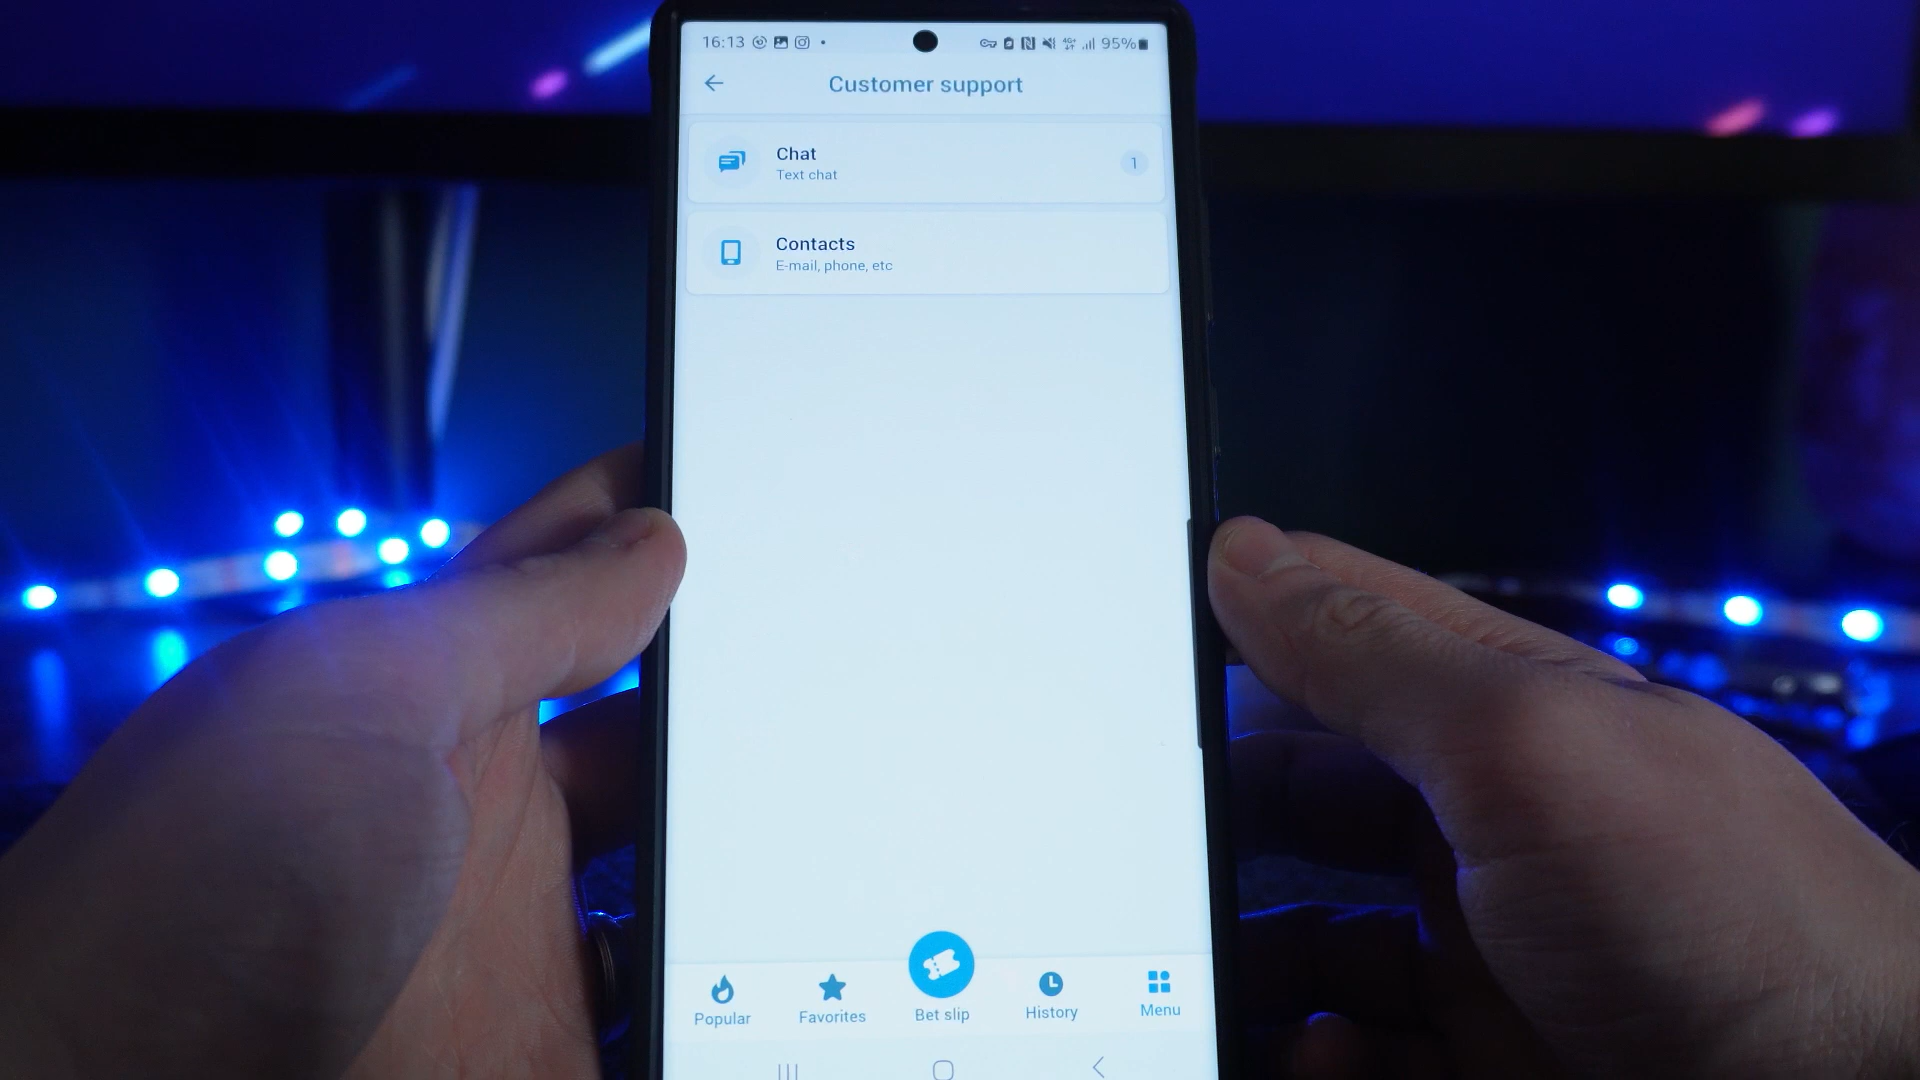 16:13 95%
Customer support
Chat
Text chat
1
Contacts
E-mail, phone, etc
Popular
Favorites
Bet slip
History
Menu